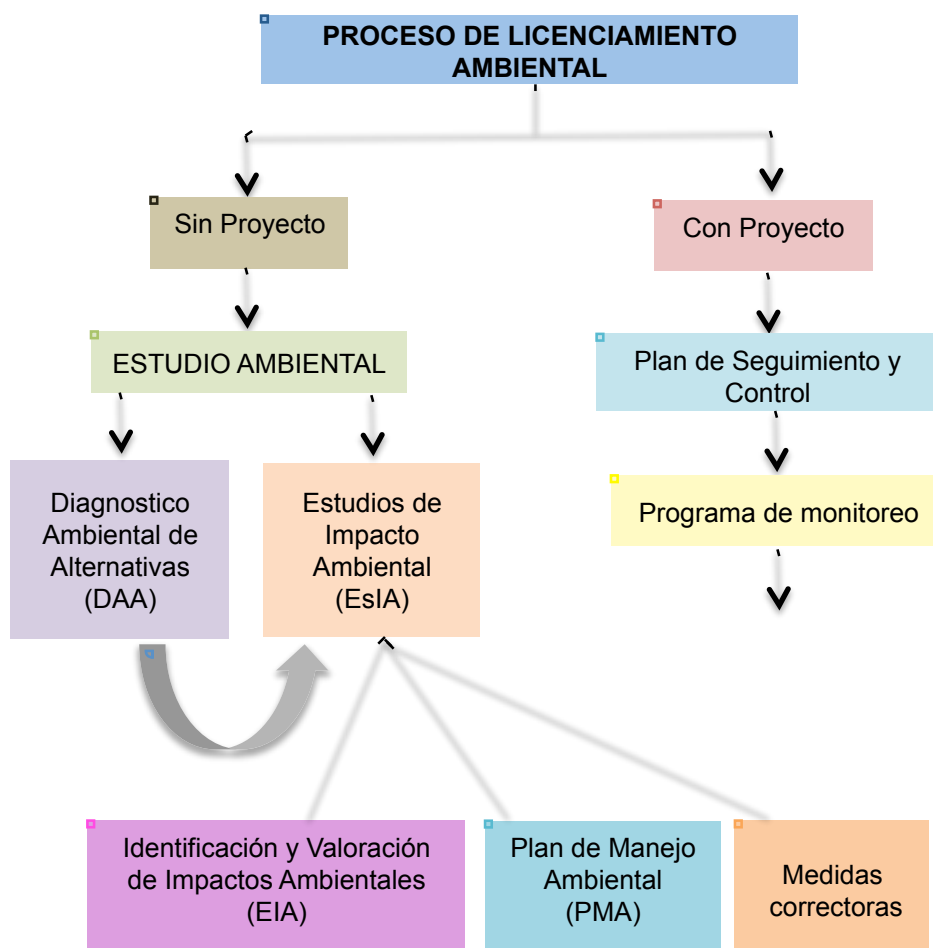 PROCESO DE LICENCIAMIENTO
AMBIENTAL
Sin Proyecto
Con Proyecto
ESTUDIO AMBIENTAL
Plan de Seguimiento y
Control
Diagnostico
Ambiental de
Alternativas
(DAA)
Estudios de
Impacto
Ambiental
(EsIA)
Programa de monitoreo
Identificación y Valoración
de Impactos Ambientales
(EIA)
Plan de Manejo
Ambiental
(PMA)
Medidas
correctoras